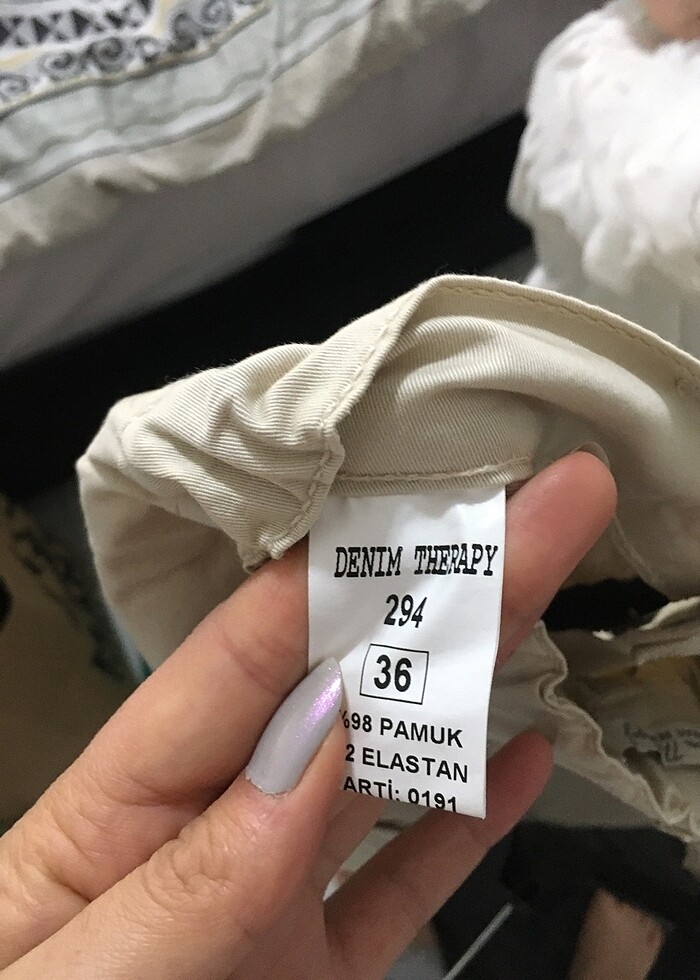 DENIM THERAPY
294
36
%98 PAMUK
2 ELASTAN
ARTİ: 0191